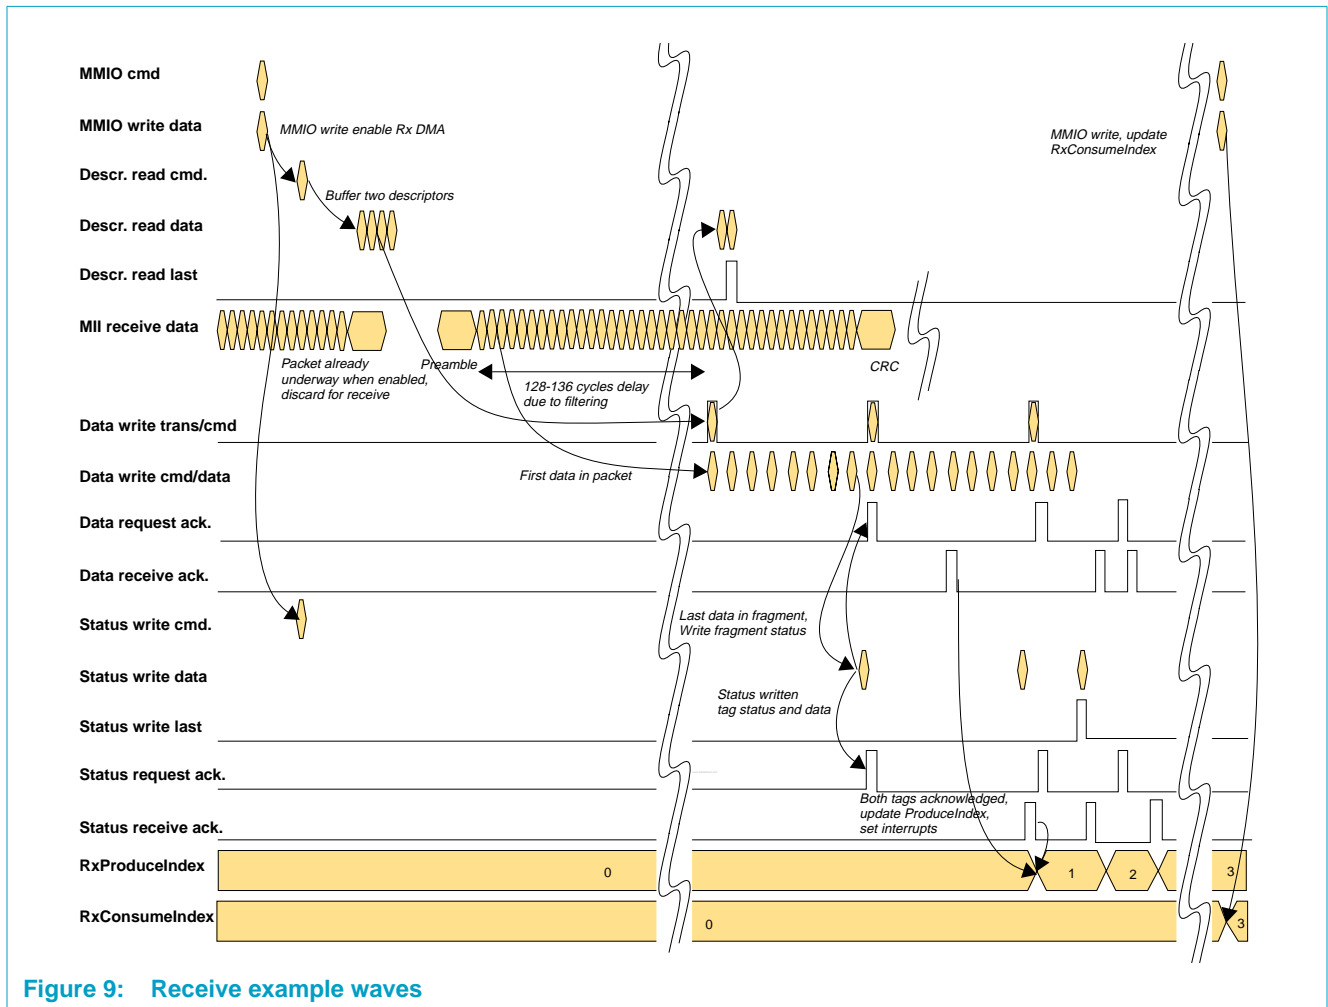 MMIO cmd
MMIO write data
MMIO write enable Rx DMA
MMIO write, update
RxConsumeIndex
Descr. read cmd.
Buffer two descriptors
Descr. read data
Descr. read last
MII receive data
Packet already
underway when enabled,
discard for receive
Preamble
128-136 cycles delay
due to filtering
CRC
Data write trans/cmd
Data write cmd/data
First data in packet
Data request ack.
Data receive ack.
Status write cmd.
Last data in fragment,
Write fragment status
Status write data
Status written
tag status and data
Status write last
Status request ack.
Both tags acknowledged,
update ProduceIndex,
set interrupts
Status receive ack.
RxProduceIndex
0
1
2
3
RxConsumeIndex
0
3
Figure 9: Receive example waves